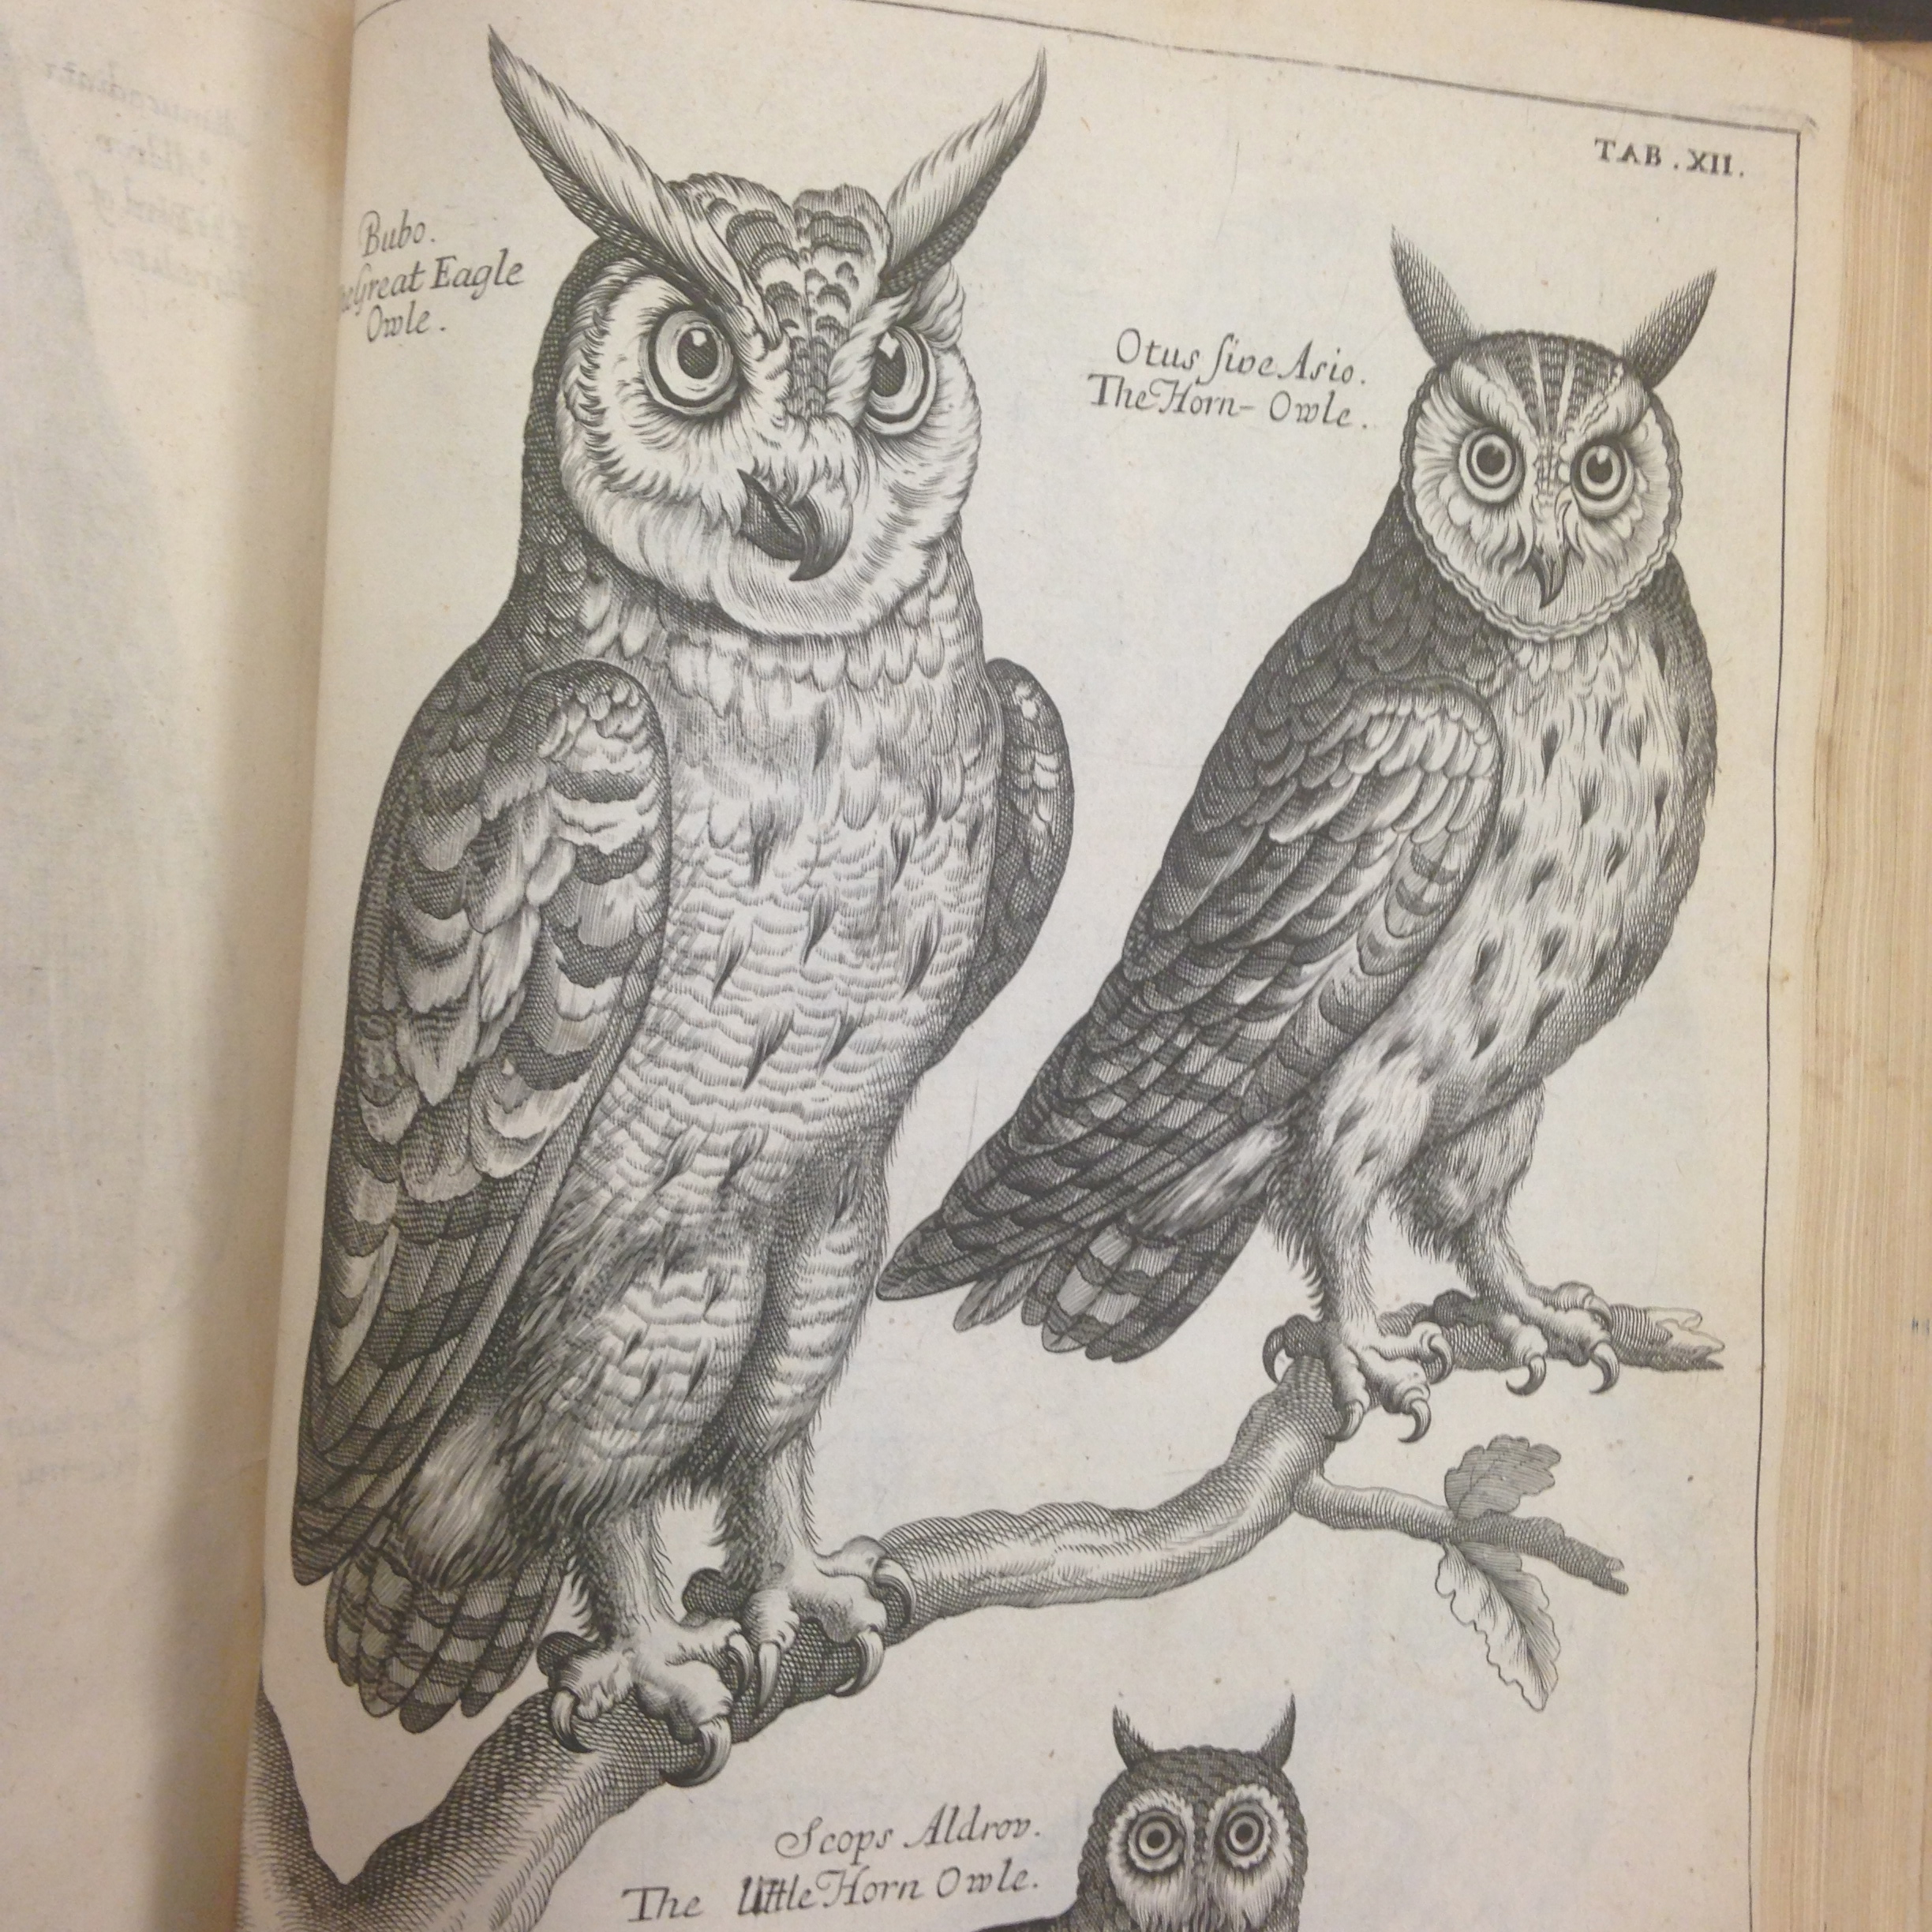 TAB. XII.
Bubo.
Great Eagle
Owle.
Otus ſive Asio.
The Horn-Owle.
Scops Aldrov.
The little Horn Owle.